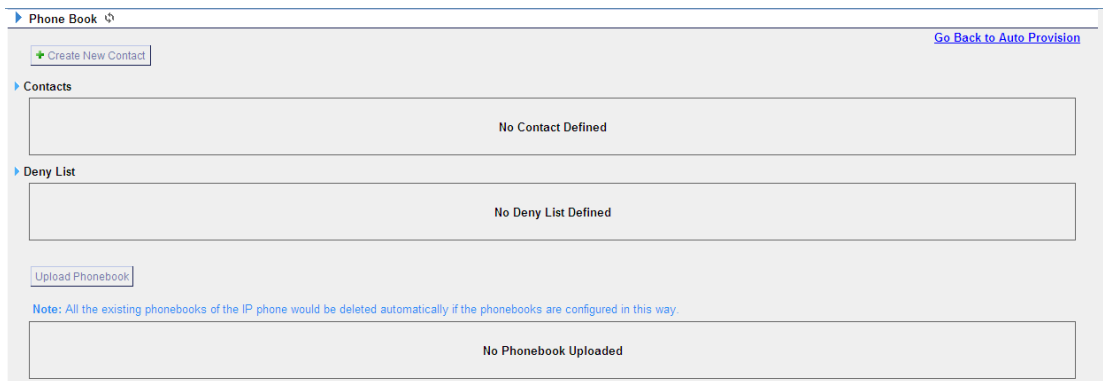 Phone Book
Go Back to Auto Provision
Create New Contact
Contacts
No Contact Defined
Deny List
No Deny List Defined
Upload Phonebook
Note: All the existing phonebooks of the IP phone would be deleted automatically if the phonebooks are configured in this way.
No Phonebook Uploaded